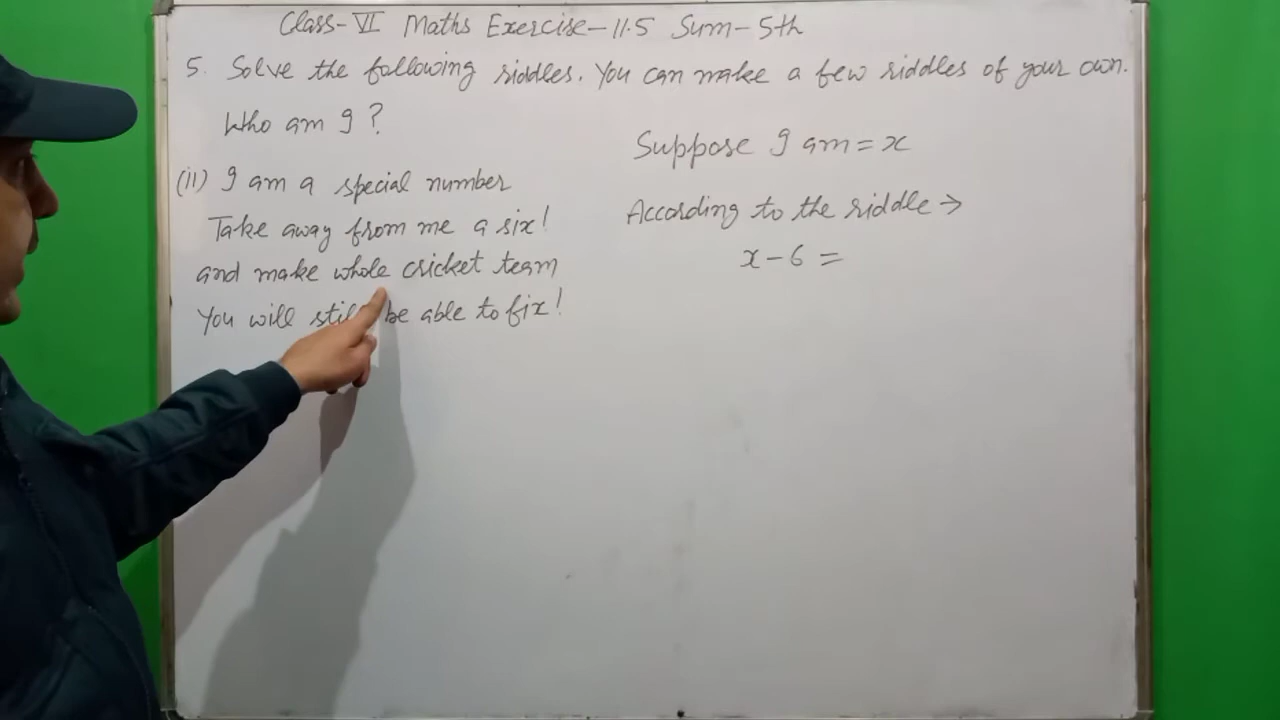 Class-VI Maths Exercise-11.5 Sum-5th
5. Solve the following riddles. You can make a few riddles of your own.
Who am I?
(ii) I am a special number
Take away from me a six!
and make whole cricket team
You will still be able to fix!
Suppose I am = x
According to the riddle →
x - 6 =